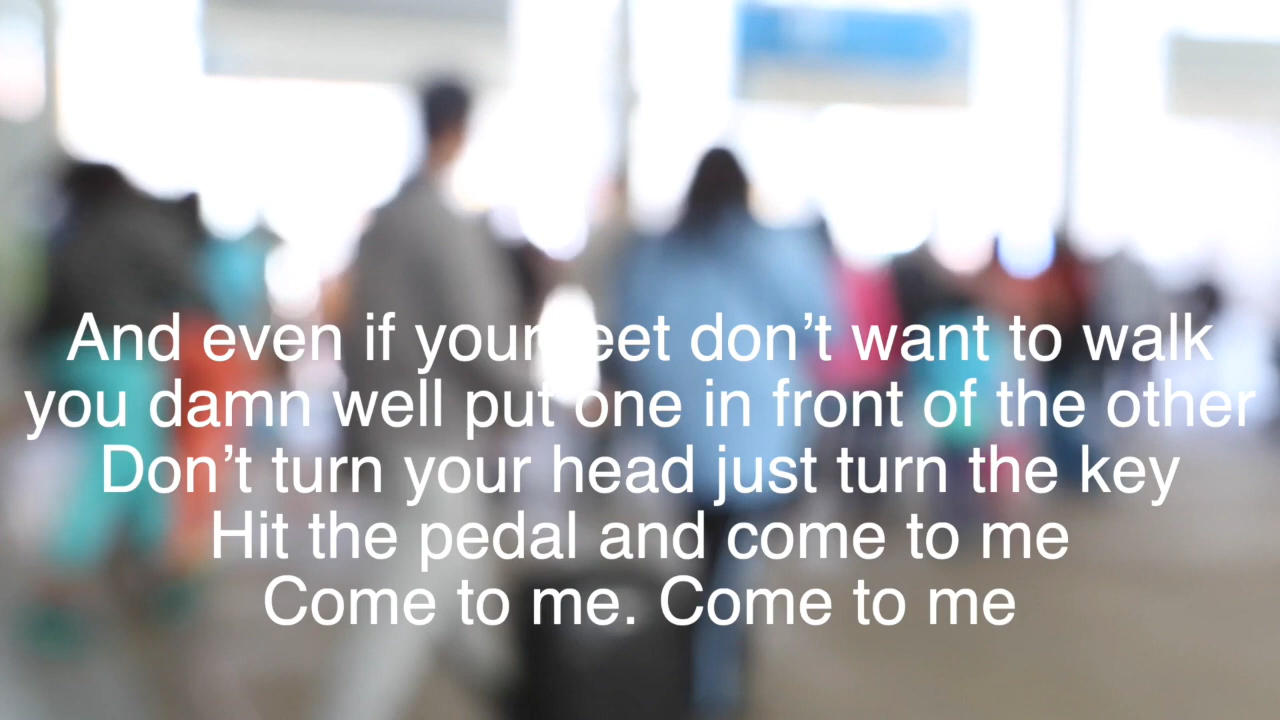 And even if your feet don’t want to walk
you damn well put one in front of the other
Don’t turn your head just turn the key
Hit the pedal and come to me
Come to me. Come to me